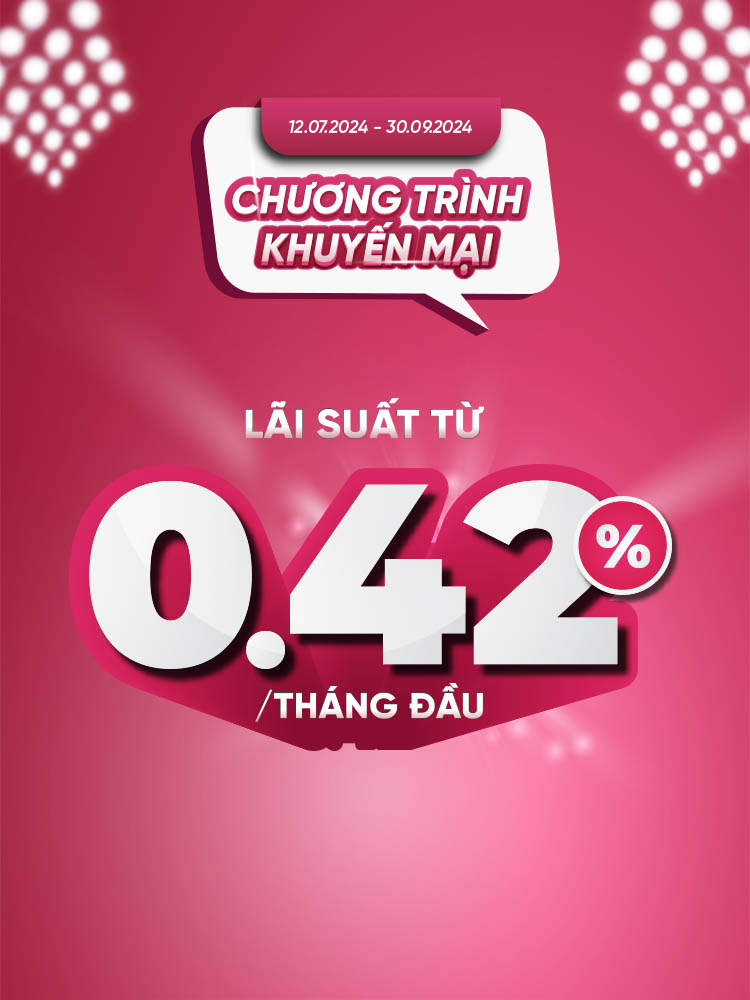 12.07.2024 - 30.09.2024
CHƯƠNG TRÌNH
KHUYẾN MẠI
LÃI SUẤT TỪ
0.42%
/THÁNG ĐẦU